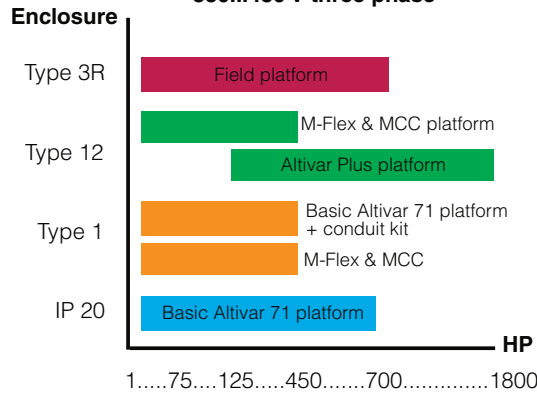 Enclosure
Type 3R
Field platform
M-Flex & MCC platform
Type 12
Altivar Plus platform
Basic Altivar 71 platform
+ conduit kit
Type 1
M-Flex & MCC
IP 20
Basic Altivar 71 platform
HP
1.....75....125.....450.......700.............1800